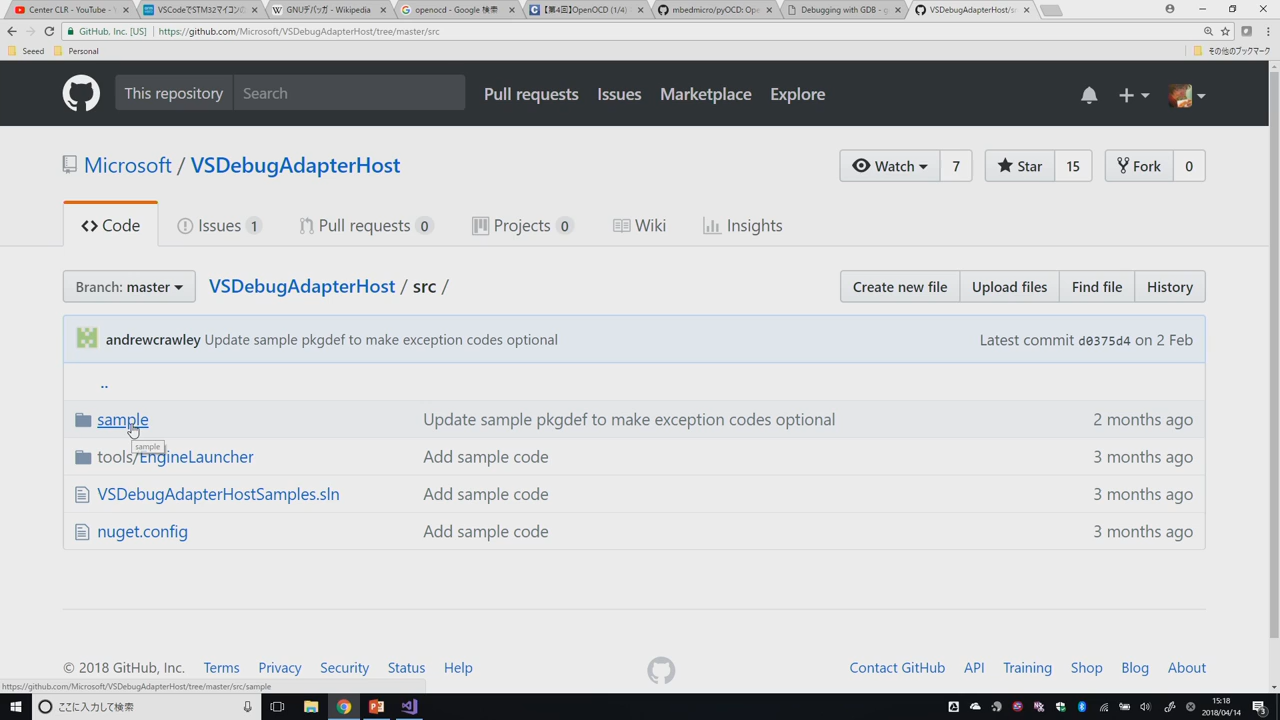 Center CLR - YouTube -
VSCodeでSTM32マイコンの
GNUデバッガ - Wikipedia
openocd - Google 検索
【第4回】OpenOCD (1/4)
mbedmicro/pyOCD: Ope
Debugging with GDB - g
VSDebugAdapterHost/sr
GitHub, Inc. [US] | https://github.com/Microsoft/VSDebugAdapterHost/tree/master/src
Seeed Personal その他のブックマーク
This repository Search Pull requests Issues Marketplace Explore
Microsoft / VSDebugAdapterHost Watch 7 Star 15 Fork 0
Code Issues 1 Pull requests 0 Projects 0 Wiki Insights
Branch: master VSDebugAdapterHost / src / Create new file Upload files Find file History
andrewcrawley Update sample pkgdef to make exception codes optional Latest commit d0375d4 on 2 Feb
..
sample Update sample pkgdef to make exception codes optional 2 months ago
sample
tools/EngineLauncher Add sample code 3 months ago
VSDebugAdapterHostSamples.sln Add sample code 3 months ago
nuget.config Add sample code 3 months ago
© 2018 GitHub, Inc. Terms Privacy Security Status Help Contact GitHub API Training Shop Blog About
https://github.com/Microsoft/VSDebugAdapterHost/tree/master/src/sample
ここに入力して検索
15:18
2018/04/14